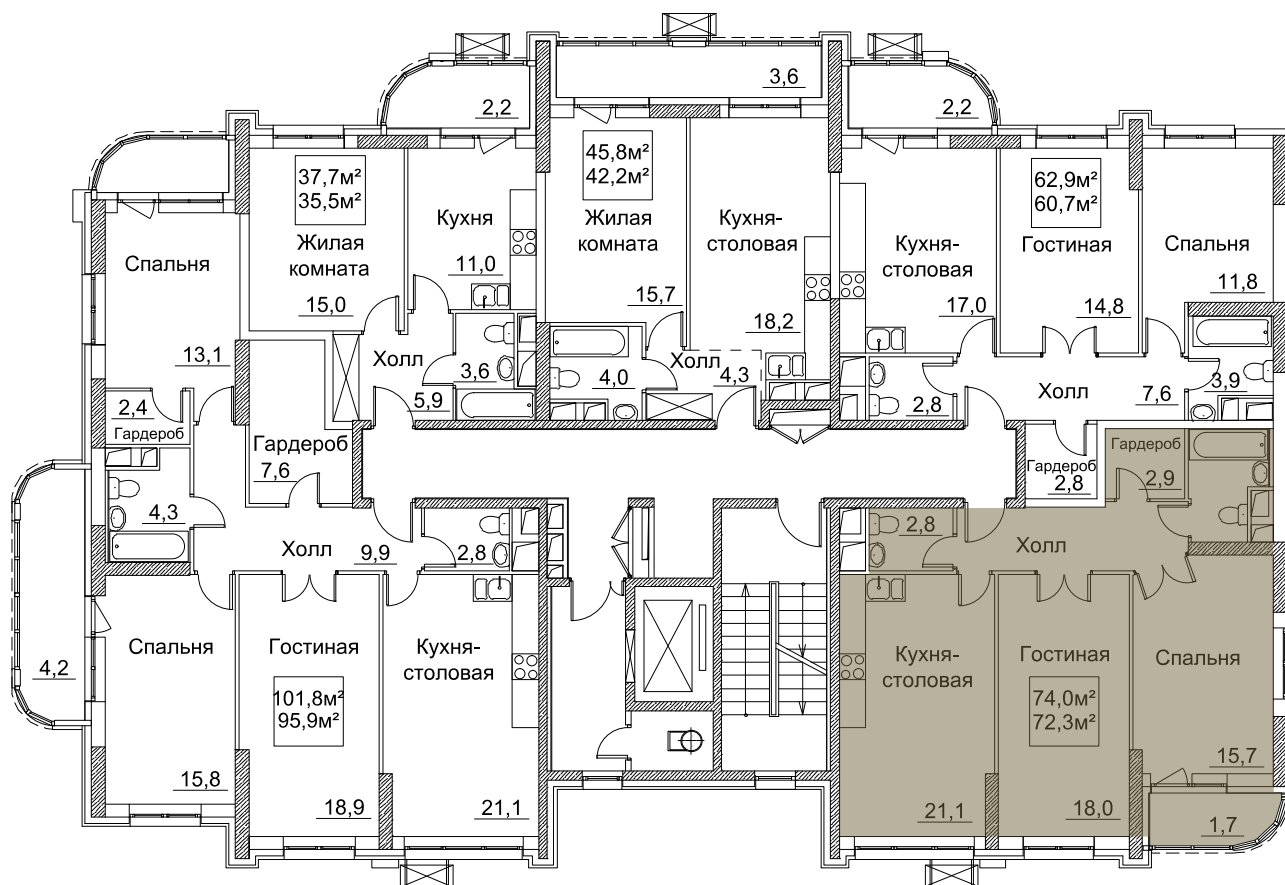 3,6
2,2
2,2
37,7м²
35,5м²
Жилая
комната
15,0
Кухня
11,0
45,8м²
42,2м²
Жилая
комната
15,7
Кухня-
столовая
18,2
Кухня-
столовая
17,0
62,9м²
60,7м²
Гостиная
14,8
Спальня
11,8
Спальня
13,1
2,4
Гардероб
Холл
5,9
3,6
4,0
Холл
4,3
2,8
Холл
7,6
3,9
Гардероб
7,6
4,3
Холл
9,9
2,8
Гардероб
2,8
Гардероб
2,9
2,8
Холл
4,2
Спальня
15,8
Гостиная
101,8м²
95,9м²
18,9
Кухня-
столовая
21,1
Кухня-
столовая
21,1
Гостиная
74,0м²
72,3м²
18,0
Спальня
15,7
1,7